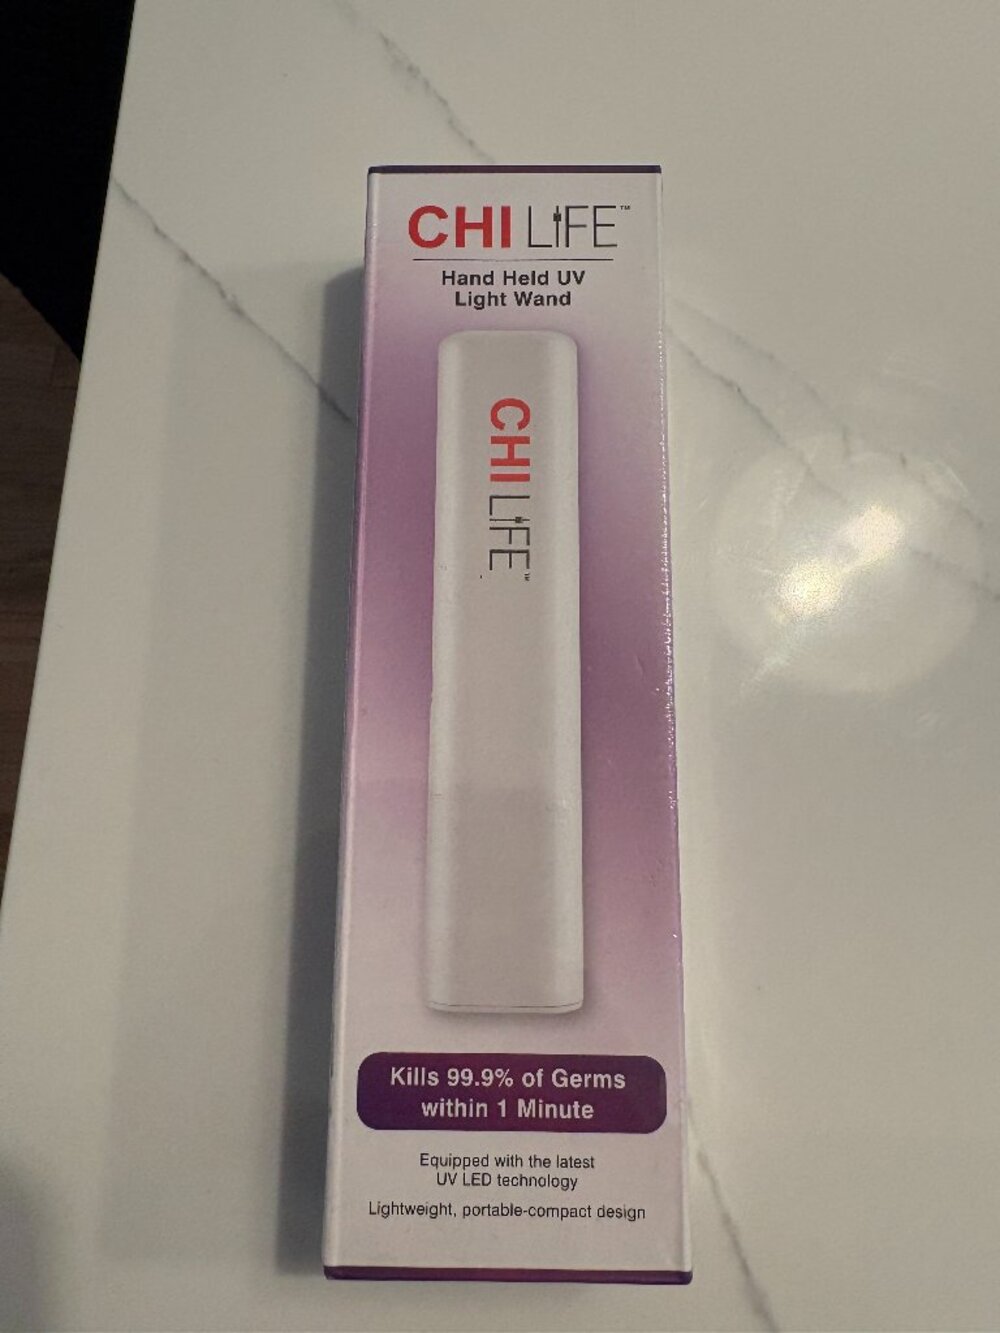 CHI LIFE™
Hand Held UV
Light Wand
CHI LIFE™
Kills 99.9% of Germs
within 1 Minute
Equipped with the latest
UV LED technology
Lightweight, portable-compact design